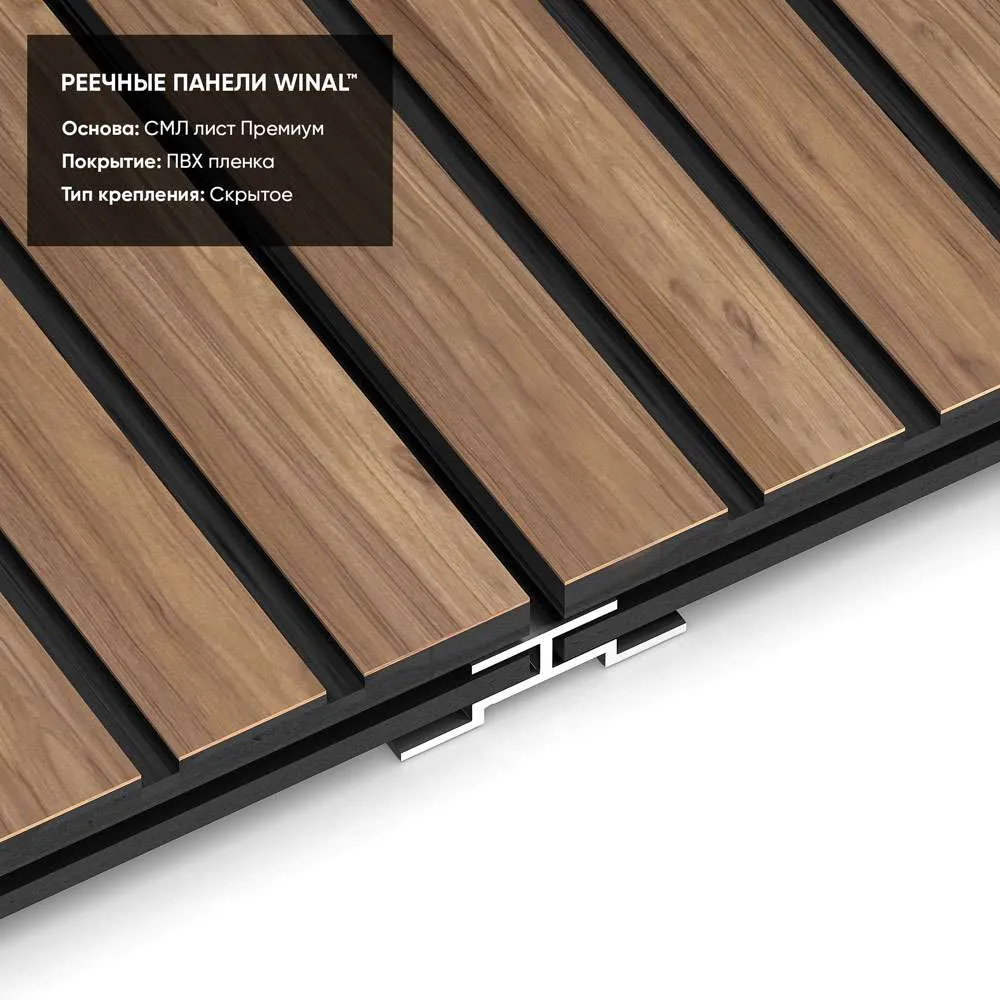 РЕЕЧНЫЕ ПАНЕЛИ WINAL™
Основа: СМЛ лист Премиум
Покрытие: ПВХ пленка
Тип крепления: Скрытое